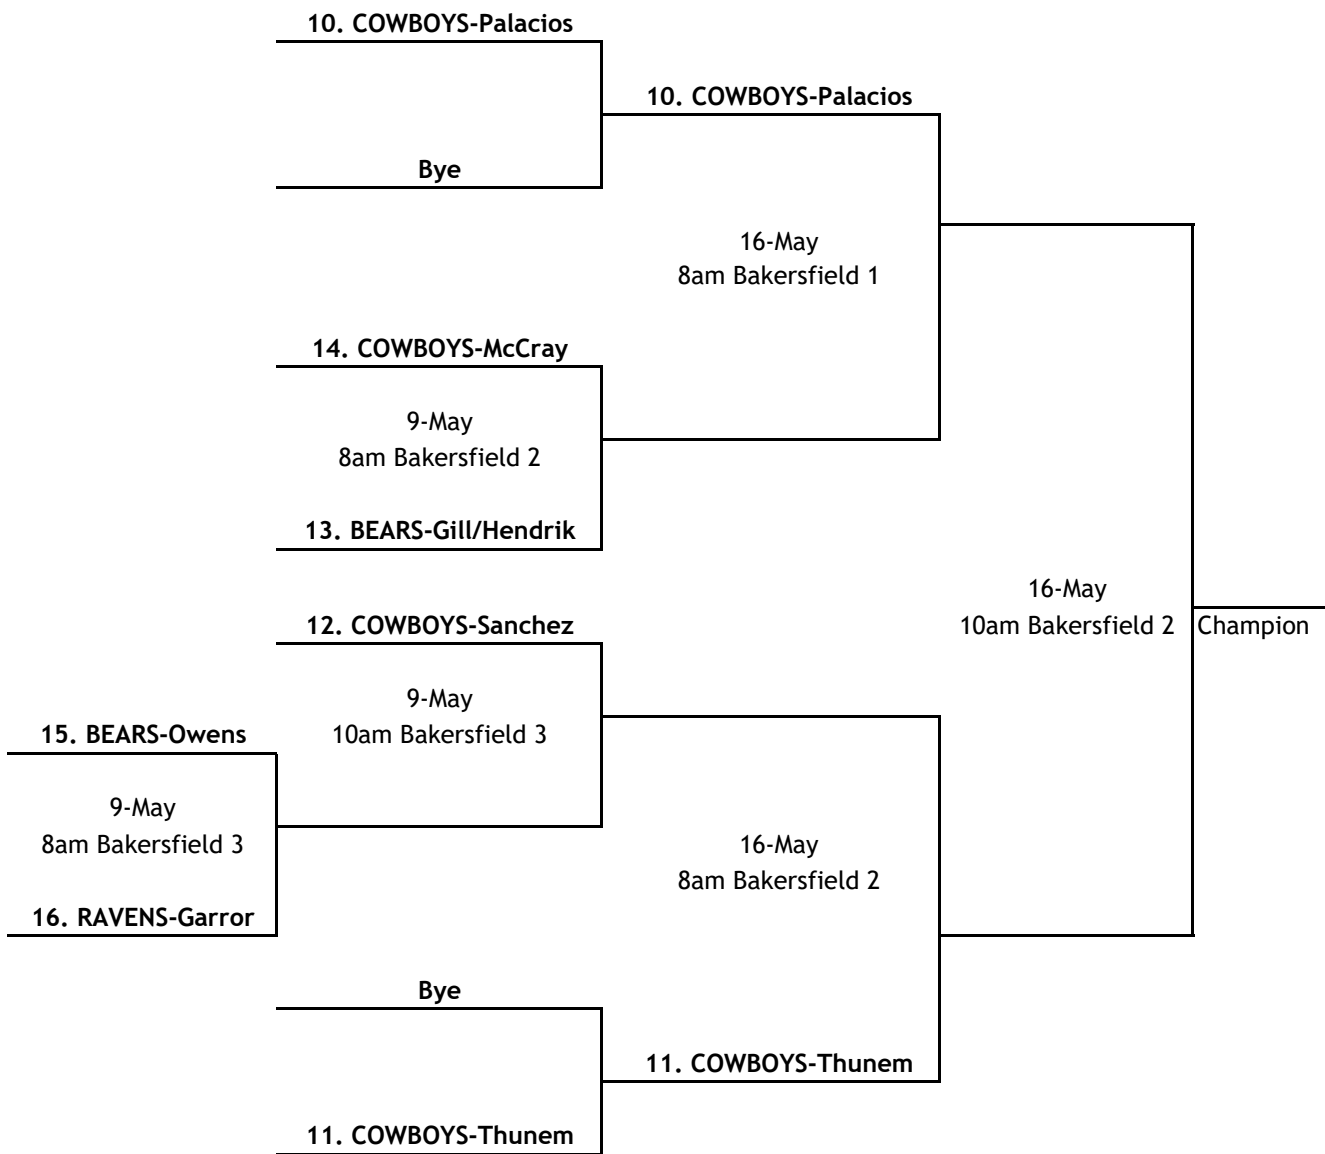 10. COWBOYS-Palacios
10. COWBOYS-Palacios
Bye
16-May
8am Bakersfield 1
14. COWBOYS-McCray
9-May
8am Bakersfield 2
13. BEARS-Gill/Hendrik
16-May
10am Bakersfield 2
Champion
12. COWBOYS-Sanchez
9-May
10am Bakersfield 3
15. BEARS-Owens
9-May
8am Bakersfield 3
16. RAVENS-Garror
16-May
8am Bakersfield 2
Bye
11. COWBOYS-Thunem
11. COWBOYS-Thunem